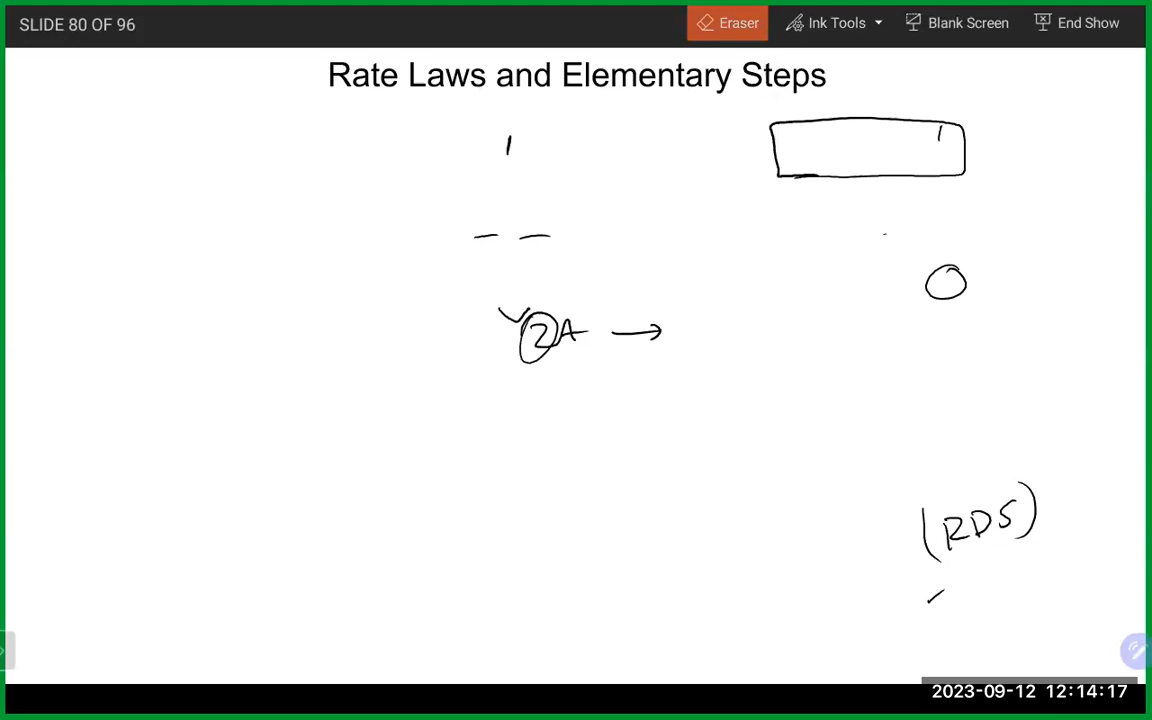 SLIDE 80 OF 96
Eraser
Ink Tools
Blank Screen
End Show
Rate Laws and Elementary Steps
2A →
(RDS)
2023-09-12 12:14:17